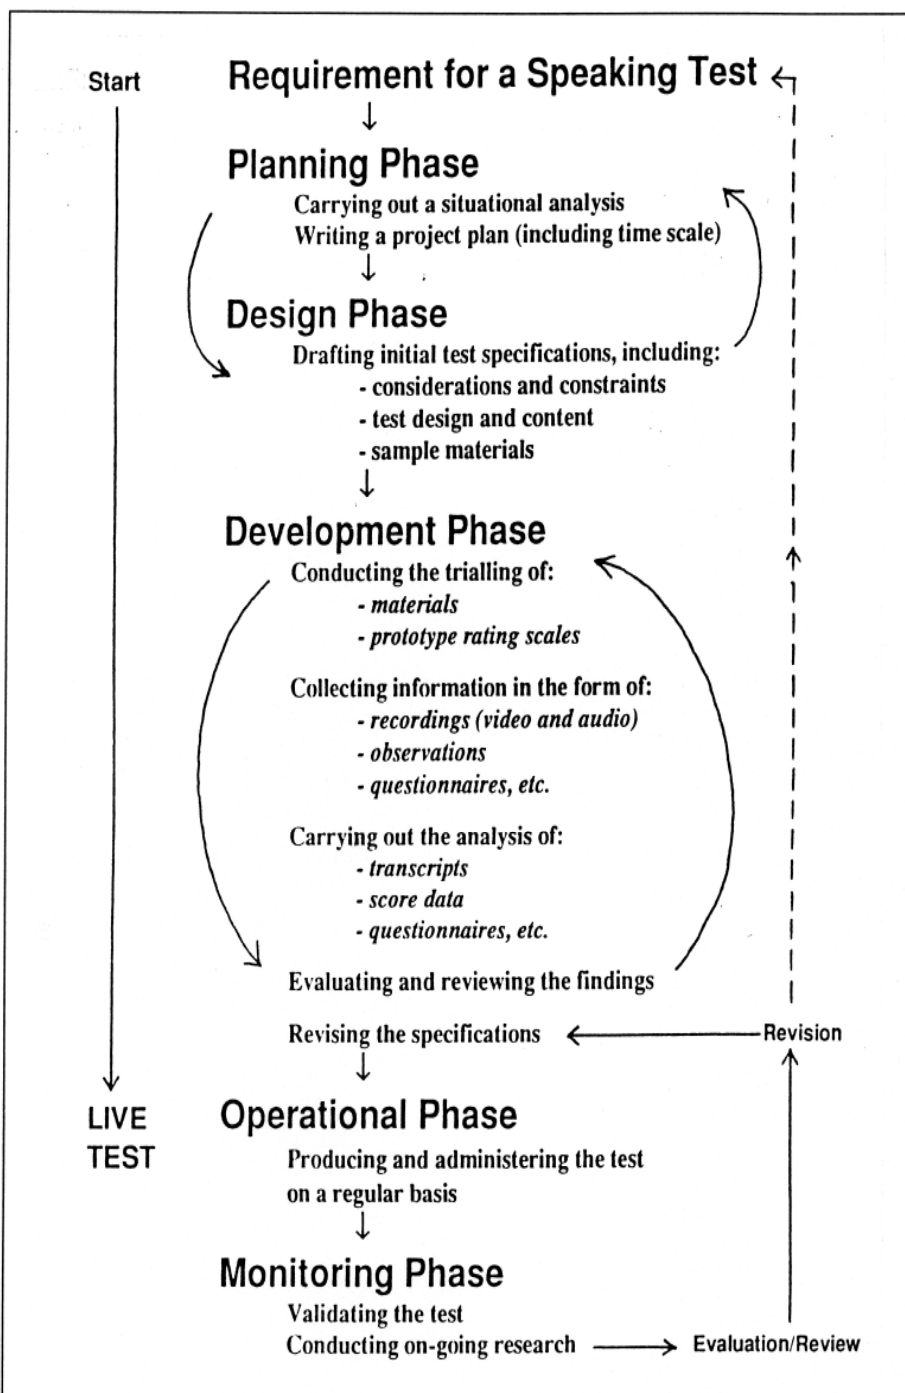 Start
Requirement for a Speaking Test
Planning Phase
Carrying out a situational analysis
Writing a project plan (including time scale)
Design Phase
Drafting initial test specifications, including:
- considerations and constraints
- test design and content
- sample materials
Development Phase
Conducting the trialling of:
- materials
- prototype rating scales
Collecting information in the form of:
- recordings (video and audio)
- observations
- questionnaires, etc.
Carrying out the analysis of:
- transcripts
- score data
- questionnaires, etc.
Evaluating and reviewing the findings
Revising the specifications
Revision
LIVE
TEST
Operational Phase
Producing and administering the test
on a regular basis
Monitoring Phase
Validating the test
Conducting on-going research
Evaluation/Review